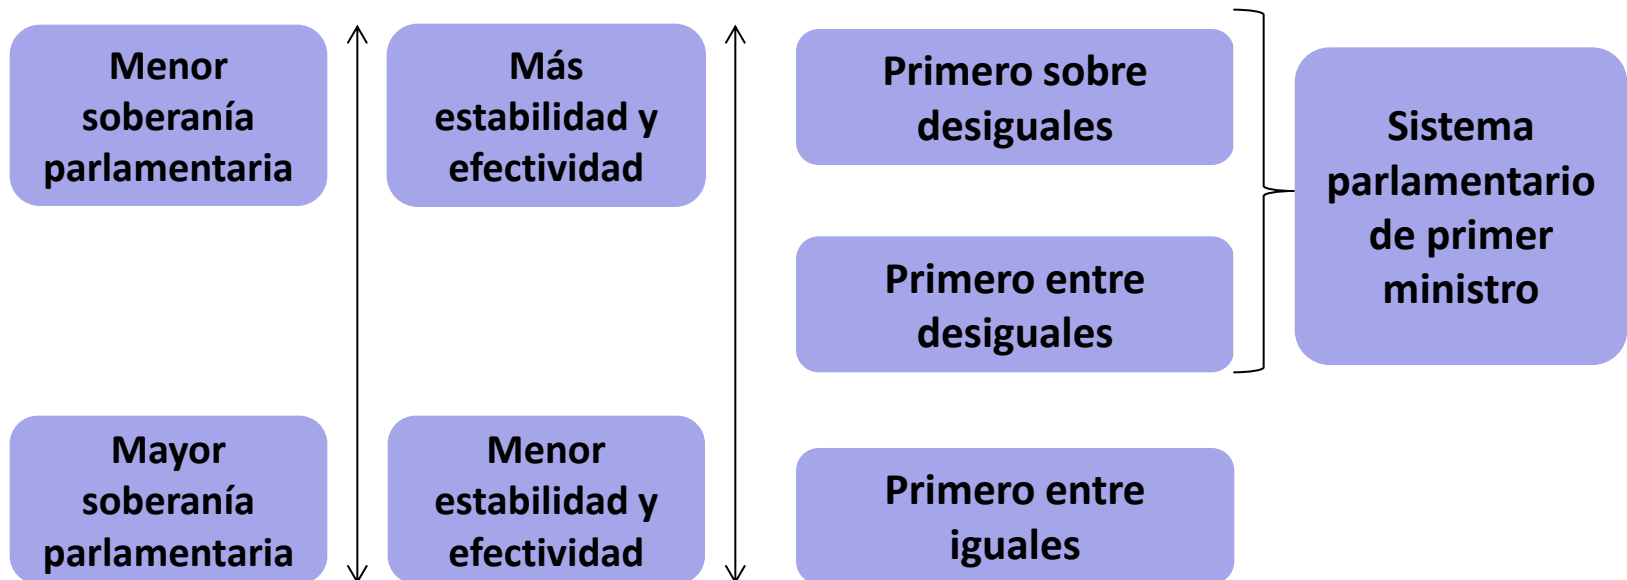 Menor
soberanía
parlamentaria
Más
estabilidad y
efectividad
Primero sobre
desiguales
Sistema
parlamentario
de primer
ministro
Primero entre
desiguales
Mayor
soberanía
parlamentaria
Menor
estabilidad y
efectividad
Primero entre
iguales